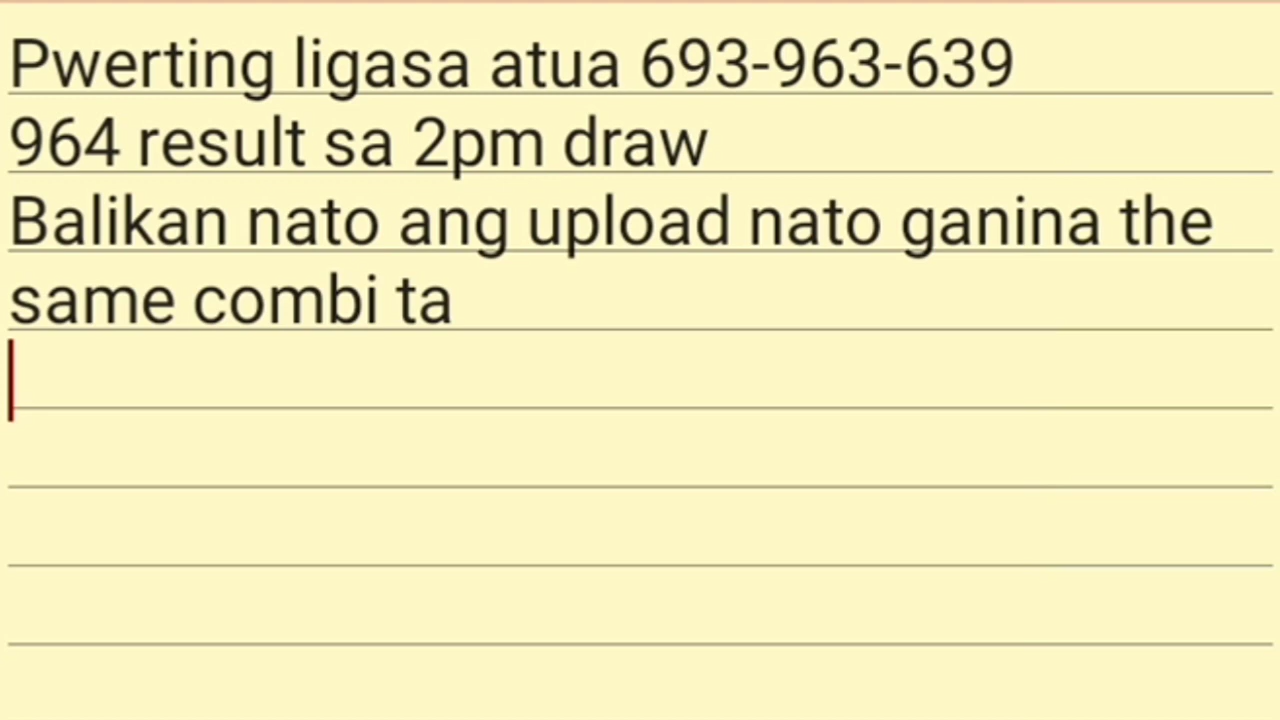 Pwerting ligasa atua 693-963-639
964 result sa 2pm draw
Balikan nato ang upload nato ganina the
same combi ta